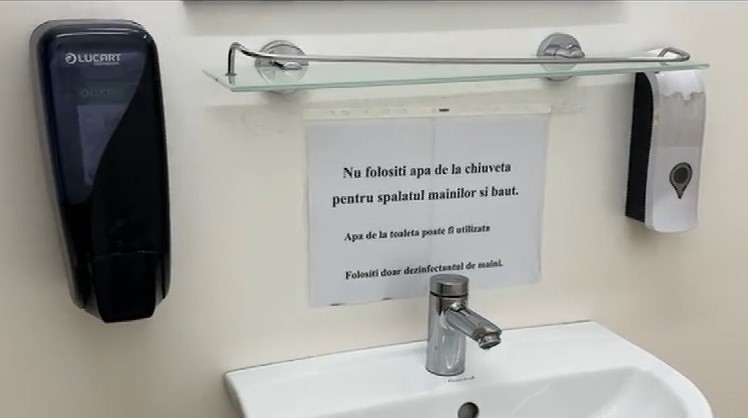 LUCART
Nu folositi apa de la chiuveta
pentru spalatul mainilor si baut.
Apa de la toaleta poate fi utilizata
Folositi doar dezinfectantul de maini.